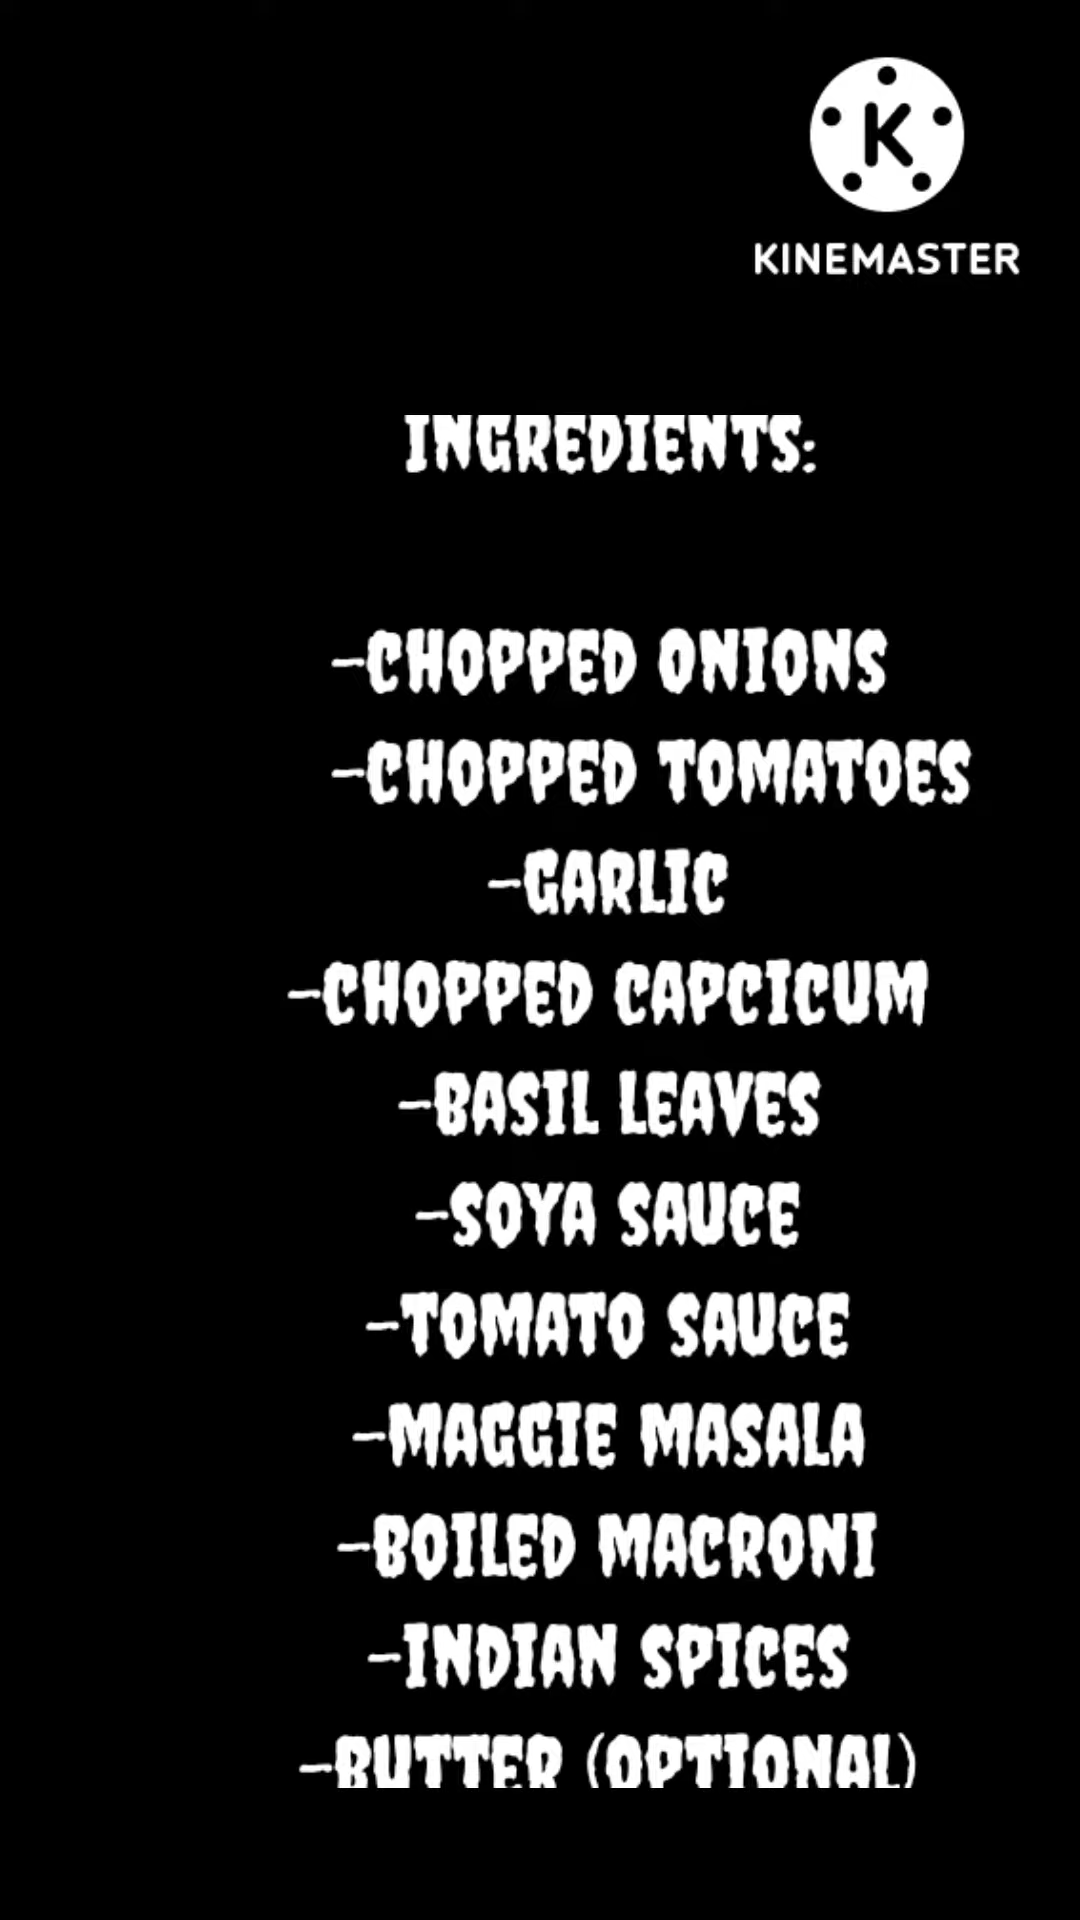 K
KINEMASTER
INGREDIENTS:
-CHOPPED ONIONS
-CHOPPED TOMATOES
-GARLIC
-CHOPPED CAPCICUM
-BASIL LEAVES
-SOYA SAUCE
-TOMATO SAUCE
-MAGGIE MASALA
-BOILED MACRONI
-INDIAN SPICES
-BUTTER (OPTIONAL)